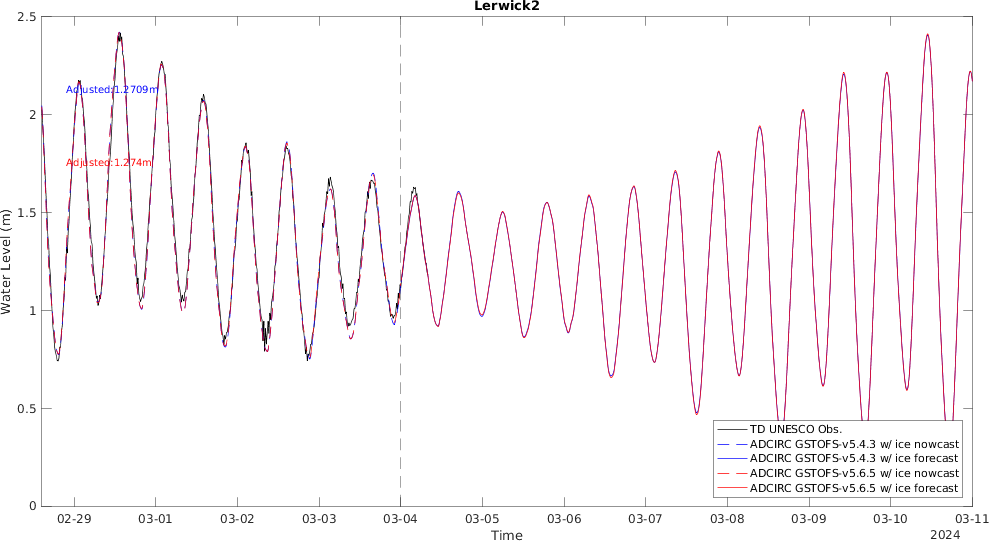 Lerwick2
2.5
2
1.5
1
0.5
0
Water Level (m)
Adjusted:1.2709m
Adjusted:1.274m
TD UNESCO Obs.
ADCIRC GSTOFS-v5.4.3 w/ ice nowcast
ADCIRC GSTOFS-v5.4.3 w/ ice forecast
ADCIRC GSTOFS-v5.6.5 w/ ice nowcast
ADCIRC GSTOFS-v5.6.5 w/ ice forecast
02-29 03-01 03-02 03-03 03-04 03-05 03-06 03-07 03-08 03-09 03-10 03-11
Time
2024